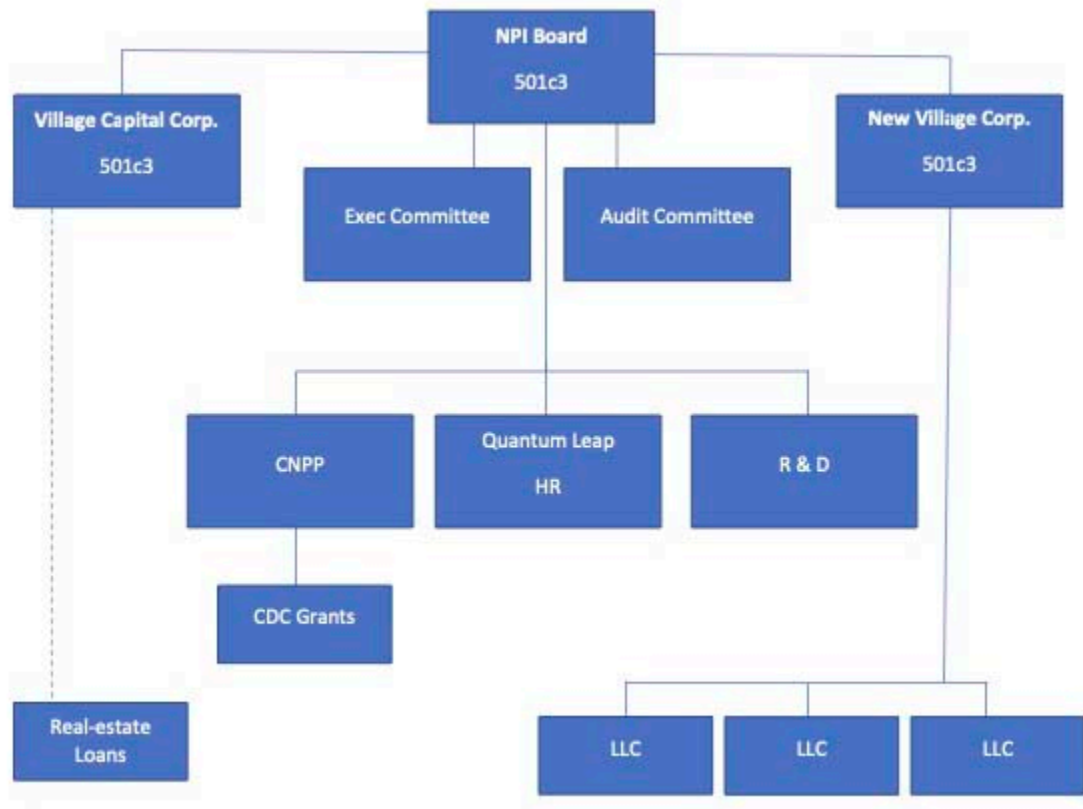 NPI Board
501c3
Village Capital Corp.
501c3
New Village Corp.
501c3
Exec Committee
Audit Committee
CNPP
Quantum Leap
HR
R & D
CDC Grants
Real-estate
Loans
LLC
LLC
LLC